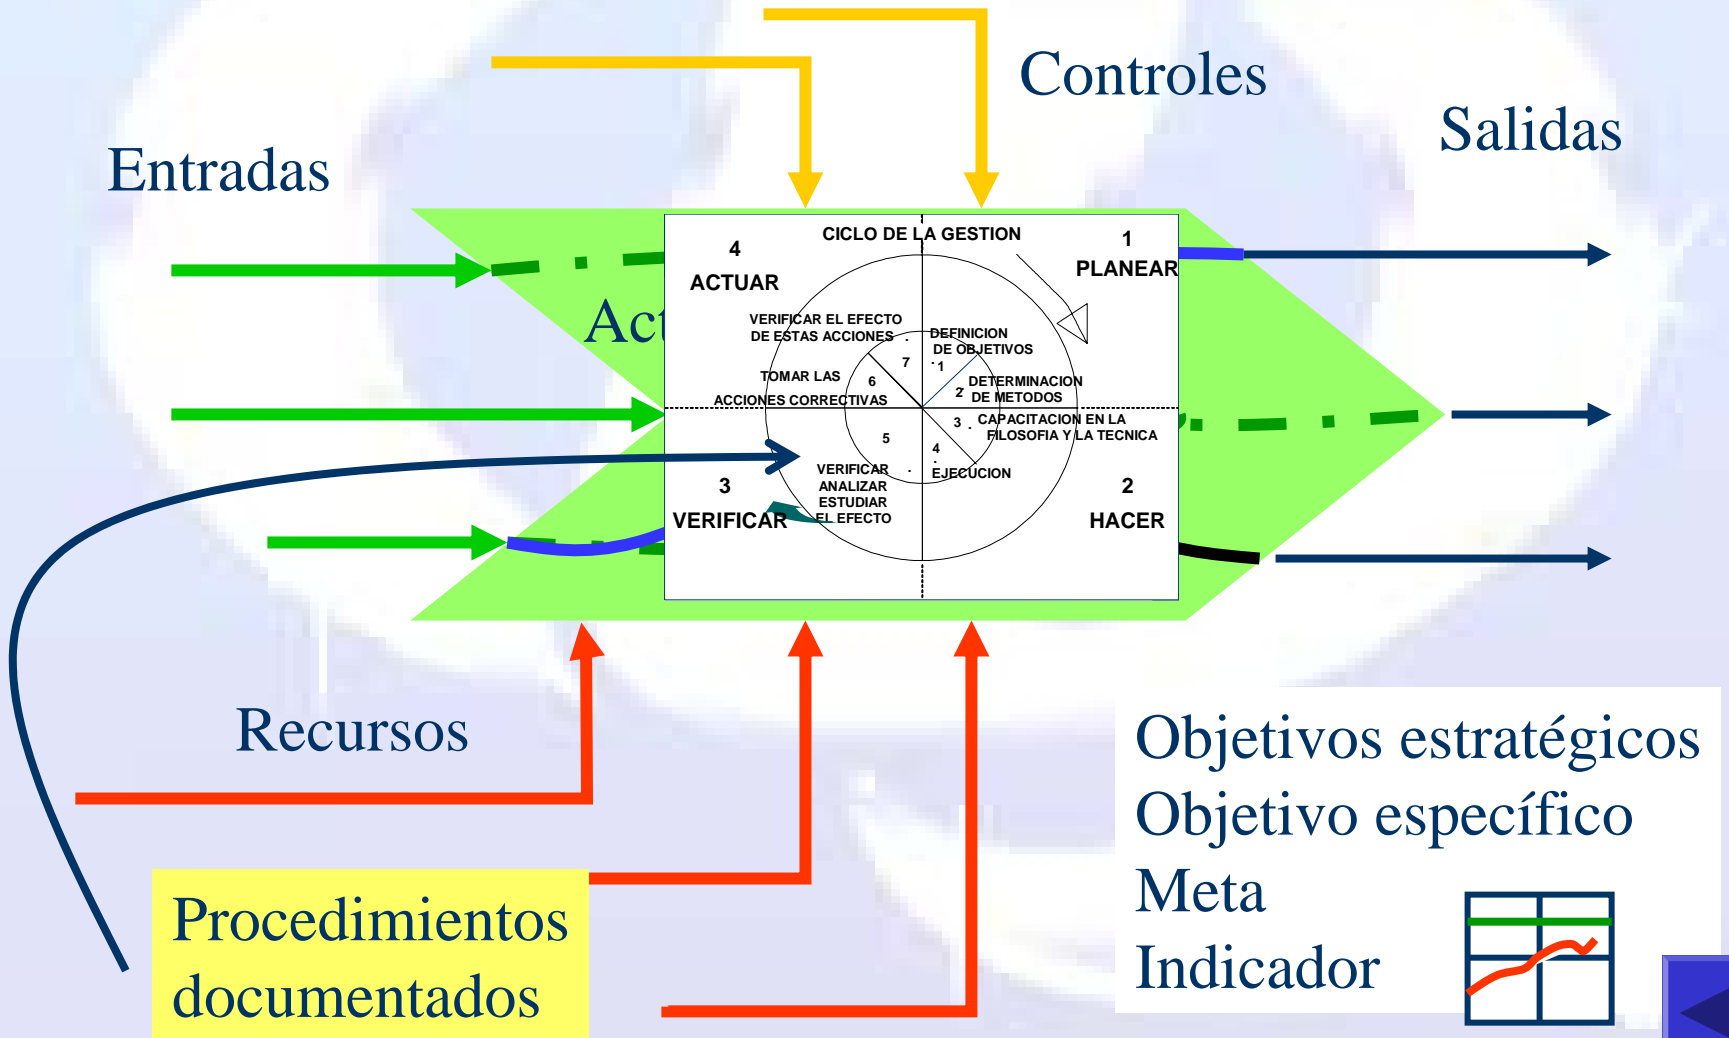 Controles
Salidas
Entradas
CICLO DE LA GESTION
4
ACTUAR
1
PLANEAR
VERIFICAR EL EFECTO
DE ESTAS ACCIONES .
7
DEFINICION
DE OBJETIVOS
.1
TOMAR LAS
ACCIONES CORRECTIVAS
6
2.
DETERMINACION
DE METODOS
3 .
CAPACITACION EN LA
FILOSOFIA Y LA TECNICA
5
.
4
.
EJECUCION
VERIFICAR
ANALIZAR
ESTUDIAR
EL EFECTO
3
VERIFICAR
2
HACER
Recursos
Procedimientos
documentados
Objetivos estratégicos
Objetivo específico
Meta
Indicador